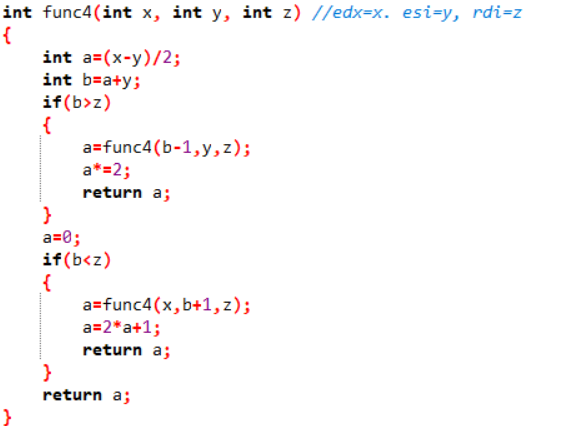 int func4(int x, int y, int z) //edx=x. esi=y, rdi=z
{
    int a=(x-y)/2;
    int b=a+y;
    if(b>z)
    {
        a=func4(b-1,y,z);
        a*=2;
        return a;
    }
    a=0;
    if(b<z)
    {
        a=func4(x,b+1,z);
        a=2*a+1;
        return a;
    }
    return a;
}